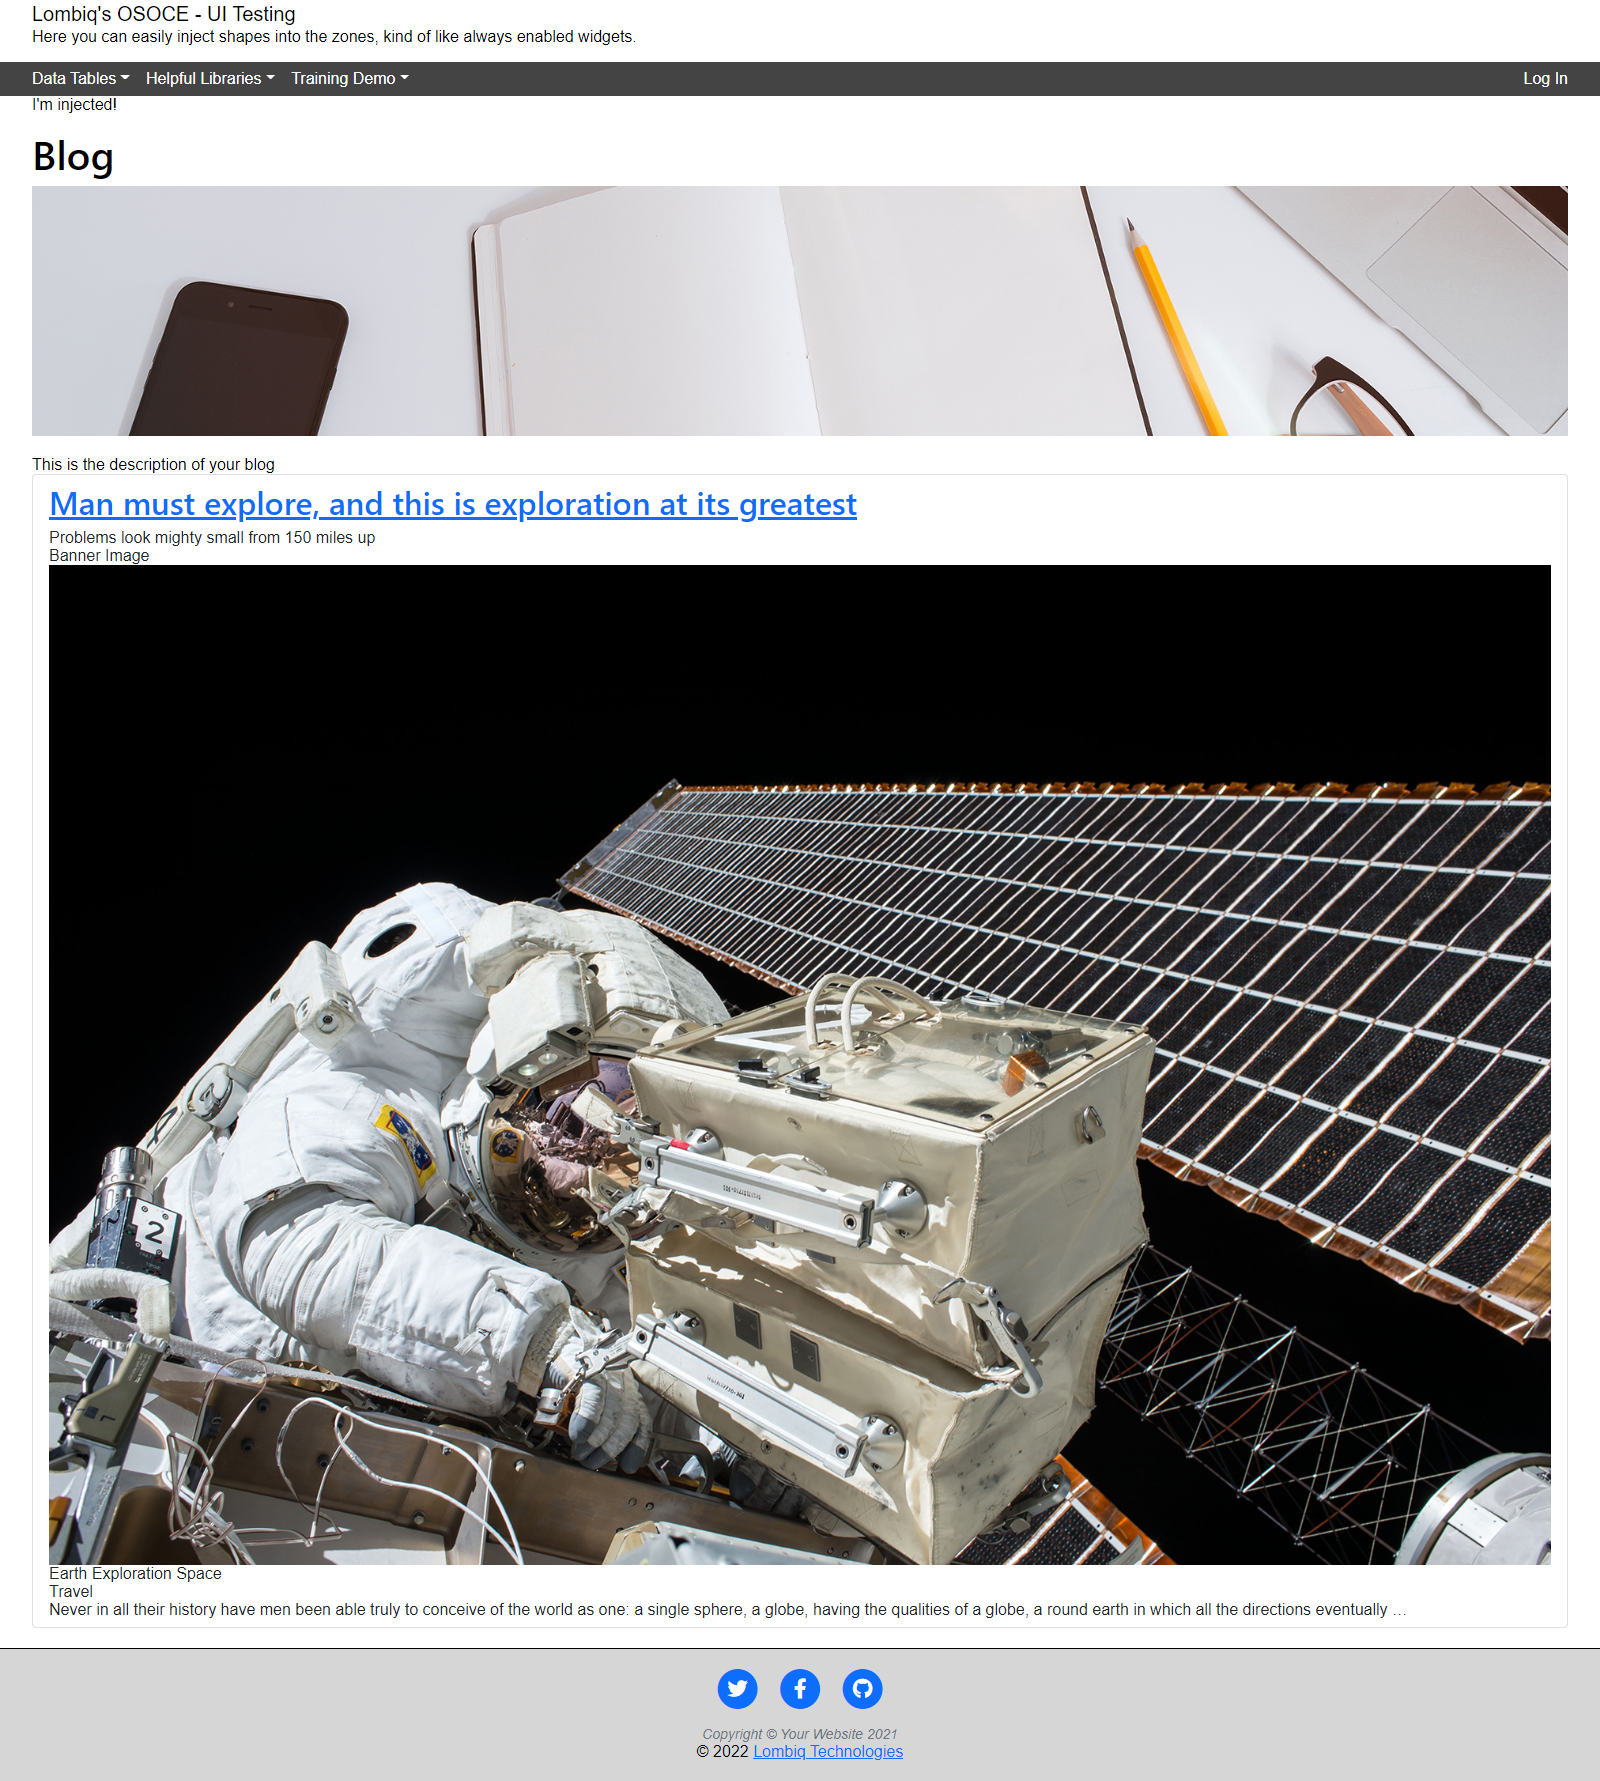 Lombiq's OSOCE - UI Testing
Here you can easily inject shapes into the zones, kind of like always enabled widgets.
Data Tables Helpful Libraries Training Demo Log In
I'm injected!
Blog
This is the description of your blog
Man must explore, and this is exploration at its greatest
Problems look mighty small from 150 miles up
Banner Image
2
Earth Exploration Space
Travel
Never in all their history have men been able truly to conceive of the world as one: a single sphere, a globe, having the qualities of a globe, a round earth in which all the directions eventually …
Copyright © Your Website 2021
© 2022 Lombiq Technologies